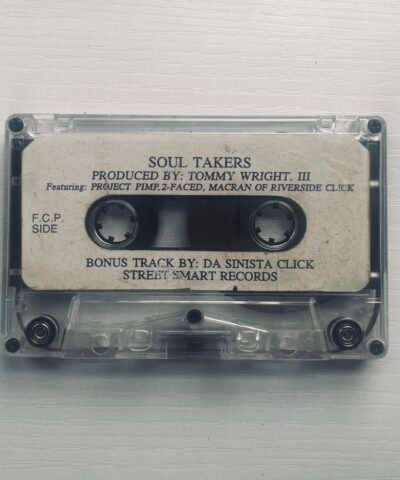 SOUL TAKERS
PRODUCED BY: TOMMY WRIGHT. III
Featuring: PROJECT PIMP, 2-FACED, MACRAN OF RIVERSIDE CLICK
F.C.P.
SIDE
BONUS TRACK BY: DA SINISTA CLICK
STREET SMART RECORDS